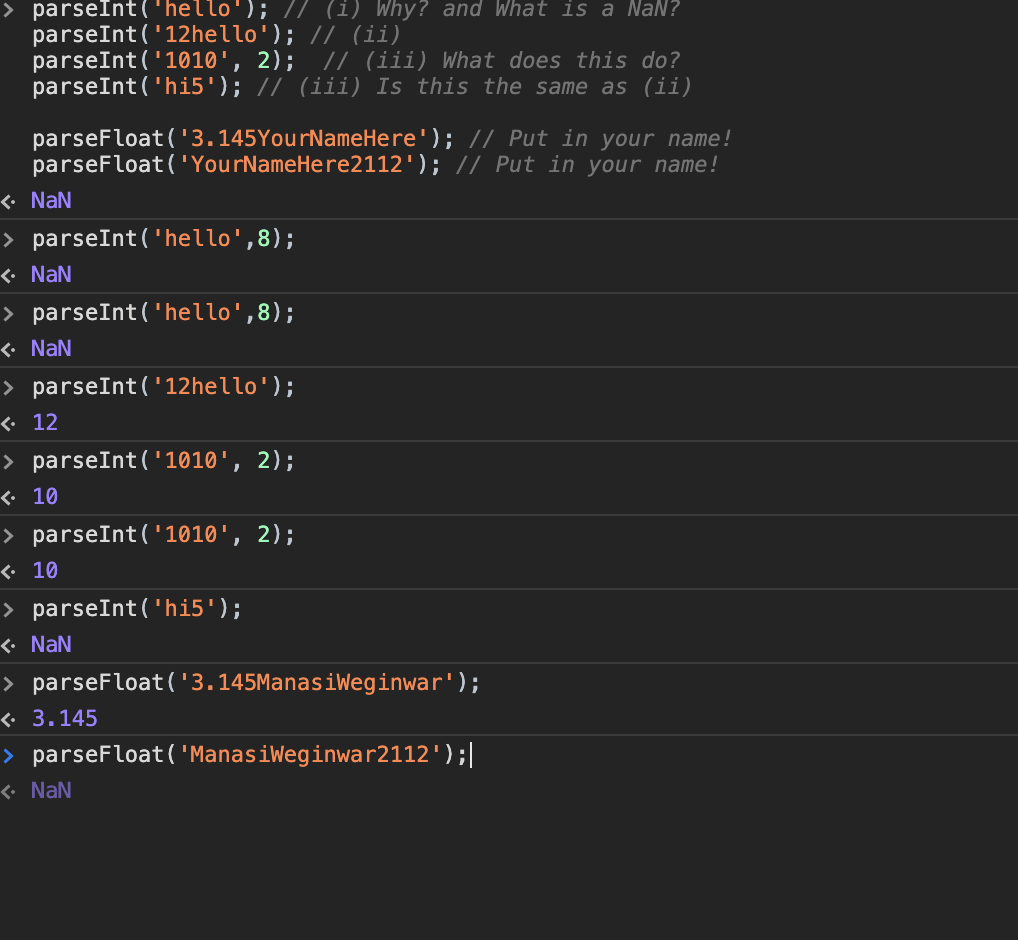 > parseInt('hello'); // (i) Why? and What is a NaN?
parseInt('12hello'); // (ii)
parseInt('1010', 2);  // (iii) What does this do?
parseInt('hi5'); // (iii) Is this the same as (ii)
parseFloat('3.145YourNameHere'); // Put in your name!
parseFloat('YourNameHere2112'); // Put in your name!
NaN
> parseInt('hello',8);
NaN
> parseInt('hello',8);
NaN
> parseInt('12hello');
12
> parseInt('1010', 2);
10
> parseInt('1010', 2);
10
> parseInt('hi5');
NaN
> parseFloat('3.145ManasiWeginwar');
3.145
> parseFloat('ManasiWeginwar2112');
NaN